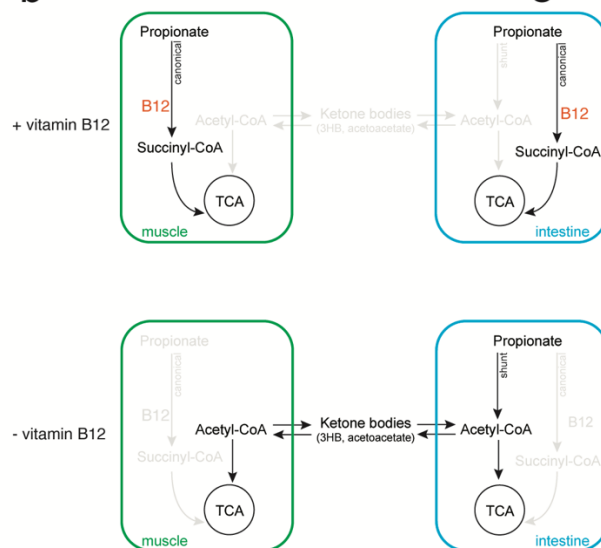 Propionate
canonical
B12
Succinyl-CoA
Acetyl-CoA
TCA
muscle
+ vitamin B12
Ketone bodies
(3HB, acetoacetate)
Propionate
shunt
canonical
B12
Acetyl-CoA
Succinyl-CoA
TCA
intestine
Propionate
canonical
B12
Succinyl-CoA
Acetyl-CoA
TCA
muscle
- vitamin B12
Ketone bodies
(3HB, acetoacetate)
Propionate
shunt
canonical
B12
Acetyl-CoA
Succinyl-CoA
TCA
intestine